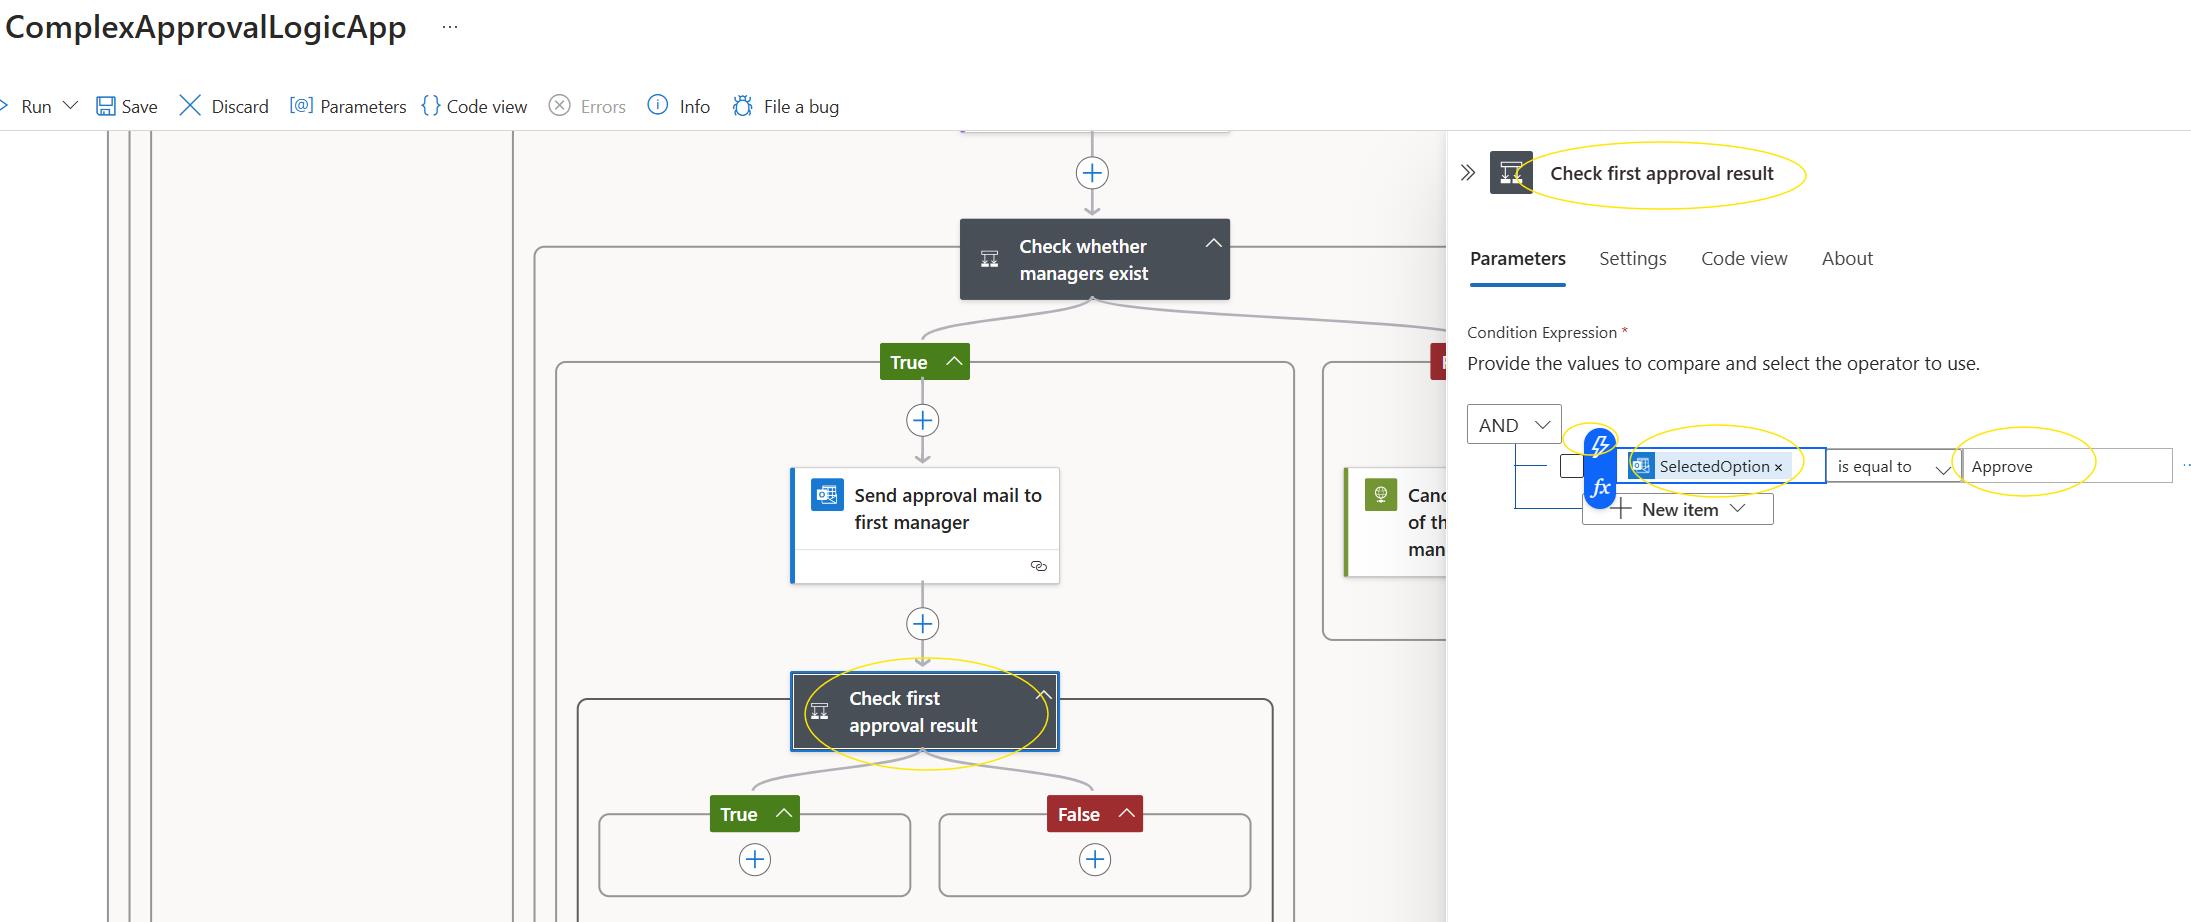 ComplexApprovalLogicApp ...
Run Save Discard Parameters Code view Errors Info File a bug
Check whether
managers exist
True
Send approval mail to
first manager
Check first
approval result
True
False
Canc
of th
man
Check first approval result
Parameters Settings Code view About
Condition Expression *
Provide the values to compare and select the operator to use.
AND
SelectedOption × is equal to Approve
fx
New item